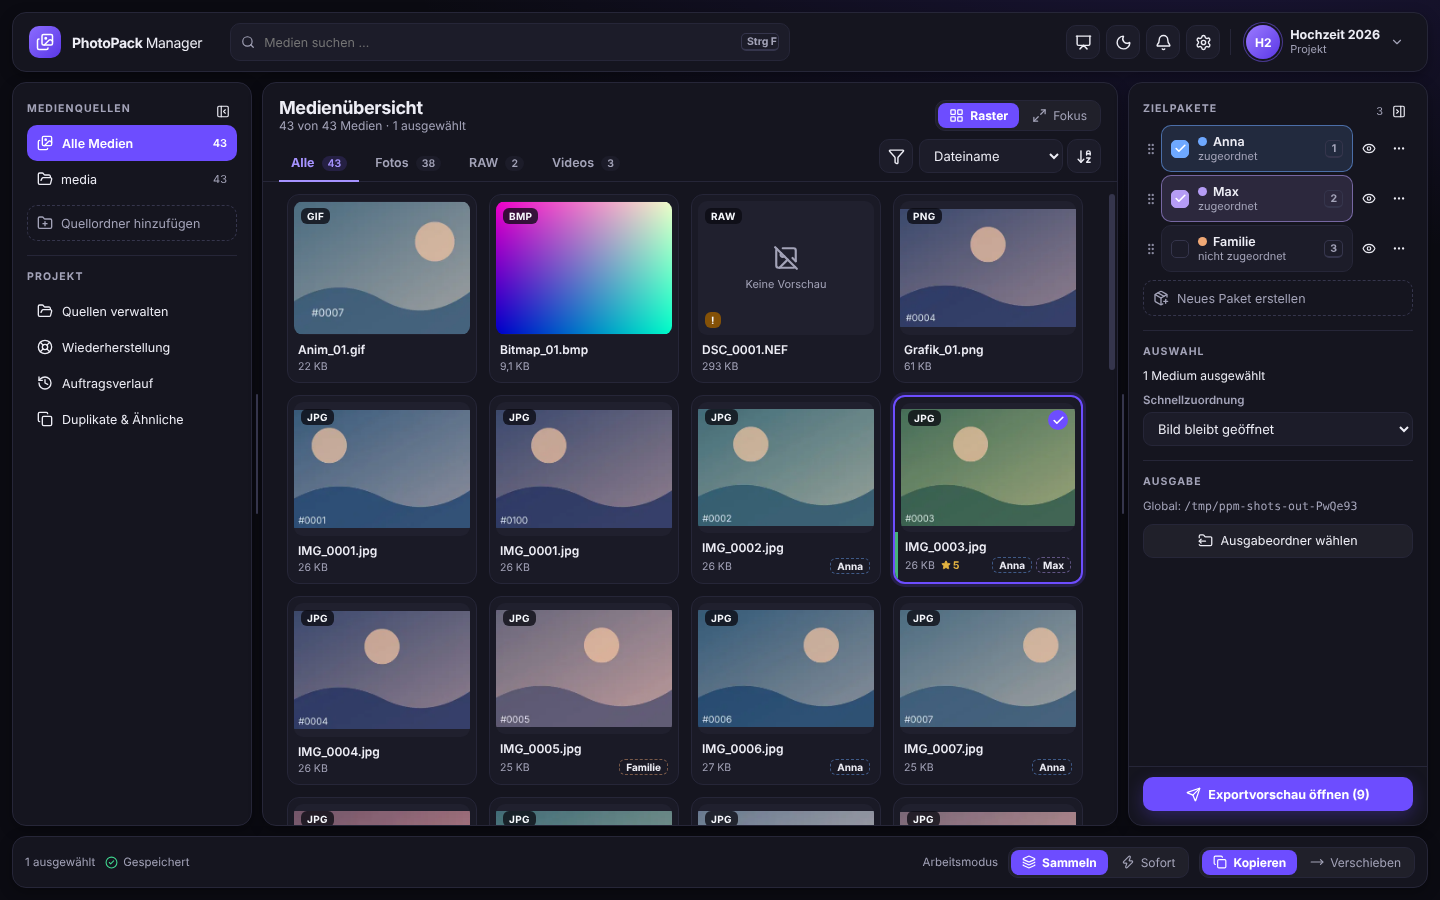 PhotoPack Manager
Medien suchen ...
Strg F
H2
Hochzeit 2026
Projekt
MEDIENQUELLEN
Alle Medien 43
media 43
Quellordner hinzufügen
PROJEKT
Quellen verwalten
Wiederherstellung
Auftragsverlauf
Duplikate & Ähnliche
Medienübersicht
43 von 43 Medien · 1 ausgewählt
Raster
Fokus
Alle 43
Fotos 38
RAW 2
Videos 3
Dateiname
GIF
#0007
Anim_01.gif
22 KB
BMP
Bitmap_01.bmp
9,1 KB
RAW
Keine Vorschau
!
DSC_0001.NEF
293 KB
PNG
#0004
Grafik_01.png
61 KB
JPG
#0001
IMG_0001.jpg
26 KB
JPG
#0100
IMG_0001.jpg
26 KB
JPG
#0002
IMG_0002.jpg
26 KB
Anna
JPG
#0003
IMG_0003.jpg
26 KB
5
Anna
Max
JPG
#0004
IMG_0004.jpg
26 KB
JPG
#0005
IMG_0005.jpg
25 KB
Familie
JPG
#0006
IMG_0006.jpg
27 KB
Anna
JPG
#0007
IMG_0007.jpg
25 KB
Anna
JPG
JPG
JPG
JPG
ZIELPAKETE 3
Anna 1
zugeordnet
Max 2
zugeordnet
Familie 3
nicht zugeordnet
Neues Paket erstellen
AUSWAHL
1 Medium ausgewählt
Schnellzuordnung
Bild bleibt geöffnet
AUSGABE
Global: /tmp/ppm-shots-out-PwQe93
Ausgabeordner wählen
Exportvorschau öffnen (9)
1 ausgewählt
Gespeichert
Arbeitsmodus
Sammeln
Sofort
Kopieren
Verschieben